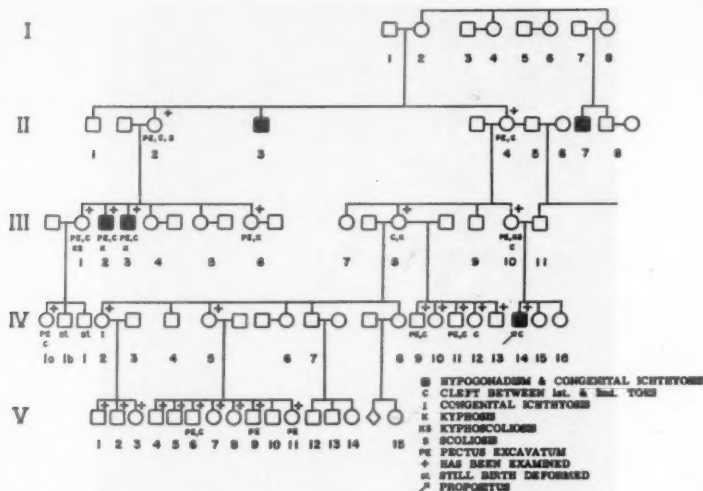 I
1 2 3 4 5 6 7 8
II
PE,C,S
PE,C
1 2 3 4 5 6 7 8
III
PE,C PE,C PE,C PE,K C,K PE,KS
KS K K C
1 2 3 4 5 6 7 8 9 10 11
IV
PE st st I PE,C PE,C C
C
1a 1b 1 2 3 4 5 6 7 8 9 10 11 12 13 14 15 16
V
PE,C PE PE
1 2 3 4 5 6 7 8 9 10 11 12 13 14 15
HYPOGONADISM & CONGENITAL ICHTHYOSIS
C CLEFT BETWEEN 1st. & 2nd. TOES
I CONGENITAL ICHTHYOSIS
K KYPHOSIS
KS KYPHOSCOLIOSIS
S SCOLIOSIS
PE PECTUS EXCAVATUM
+ HAS BEEN EXAMINED
st STILL BIRTH DEFORMED
PROPOSITUS